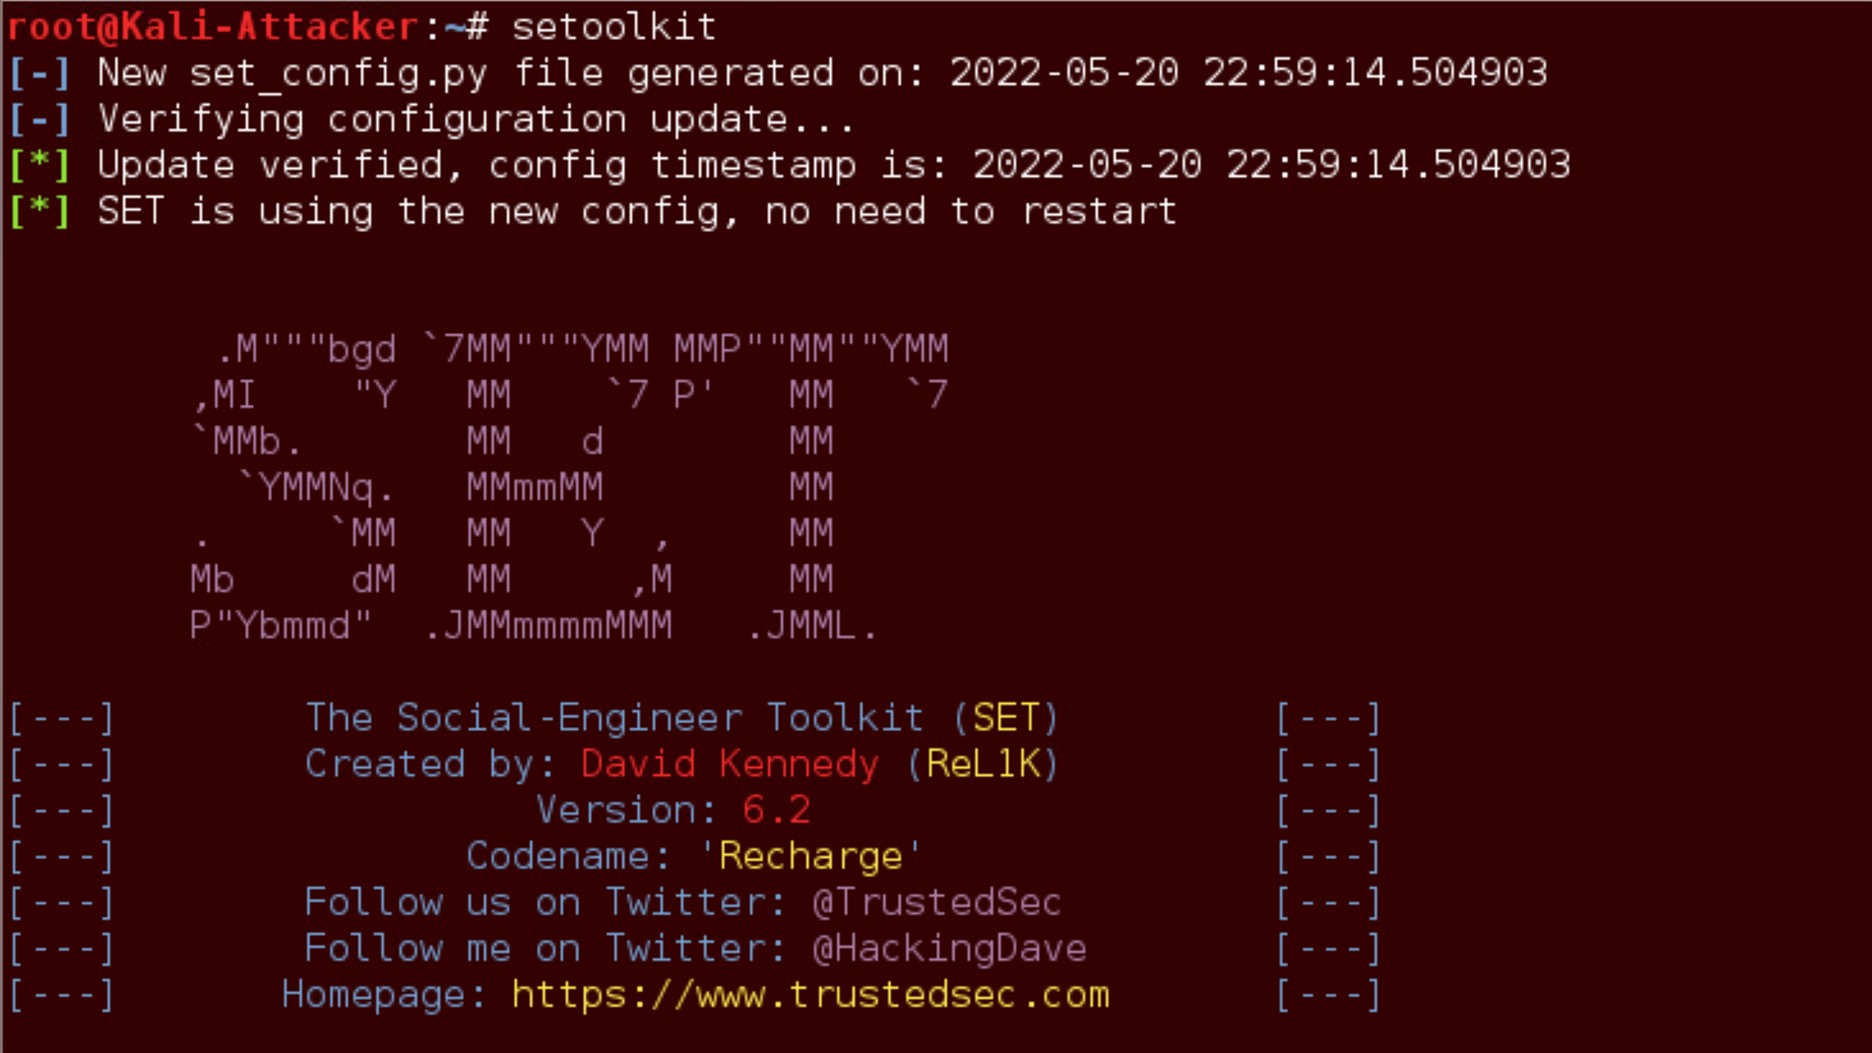 root@Kali-Attacker:~# setoolkit
[-] New set_config.py file generated on: 2022-05-20 22:59:14.504903
[-] Verifying configuration update...
[*] Update verified, config timestamp is: 2022-05-20 22:59:14.504903
[*] SET is using the new config, no need to restart
         .M"""bgd `7MM"""YMM MMP""MM""YMM
        ,MI    "Y   MM    `7 P'   MM   `7
        `MMb.       MM   d        MM
          `YMMNq.   MMmmMM        MM
        .     `MM   MM   Y  ,     MM
        Mb     dM   MM     ,M     MM
        P"Ybmmd"  .JMMmmmmMMM   .JMML.
[---]        The Social-Engineer Toolkit (SET)         [---]
[---]        Created by: David Kennedy (ReL1K)         [---]
[---]                  Version: 6.2                    [---]
[---]               Codename: 'Recharge'               [---]
[---]        Follow us on Twitter: @TrustedSec         [---]
[---]        Follow me on Twitter: @HackingDave        [---]
[---]       Homepage: https://www.trustedsec.com       [---]